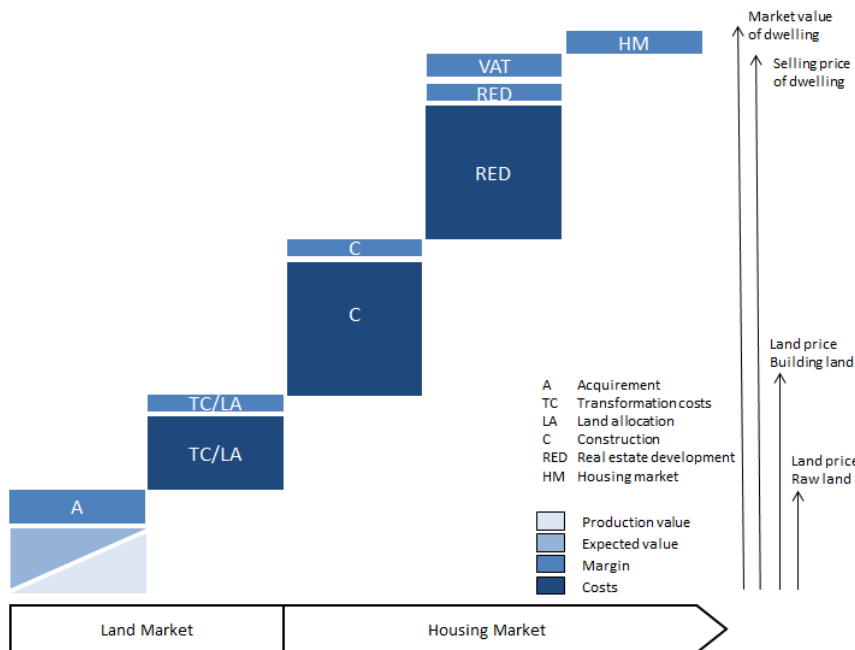 Market value
of dwelling
HM
Selling price
of dwelling
VAT
RED
RED
C
C
Land price
Building land
TC/LA
TC/LA
A Acquirement
TC Transformation costs
LA Land allocation
C Construction
RED Real estate development
HM Housing market
Land price
Raw land
A
Production value
Expected value
Margin
Costs
Land Market
Housing Market